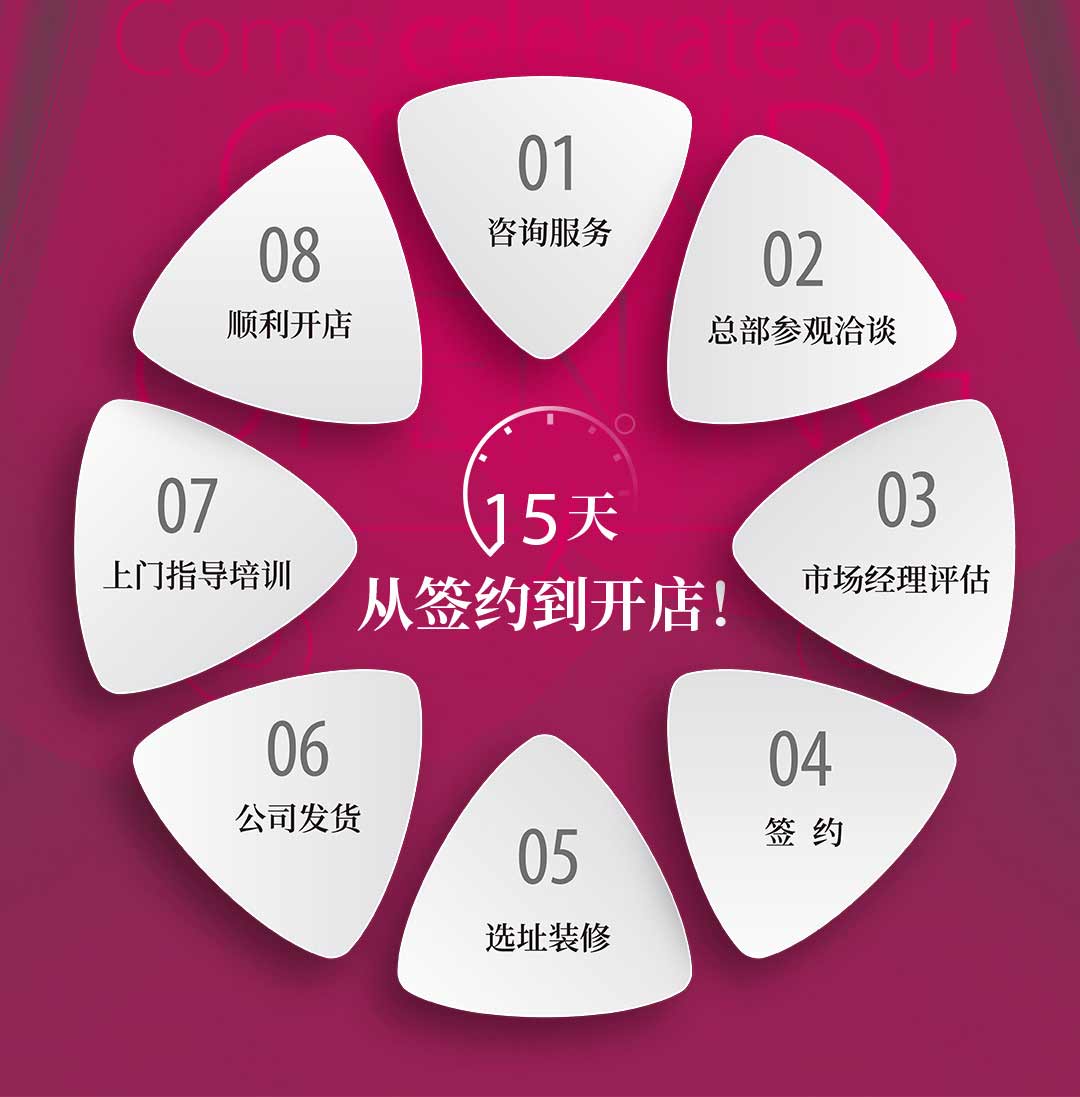 Come celebrate our
01
咨询服务
02
总部参观洽谈
03
市场经理评估
04
签 约
05
选址装修
06
公司发货
07
上门指导培训
08
顺利开店
15天
从签约到开店!